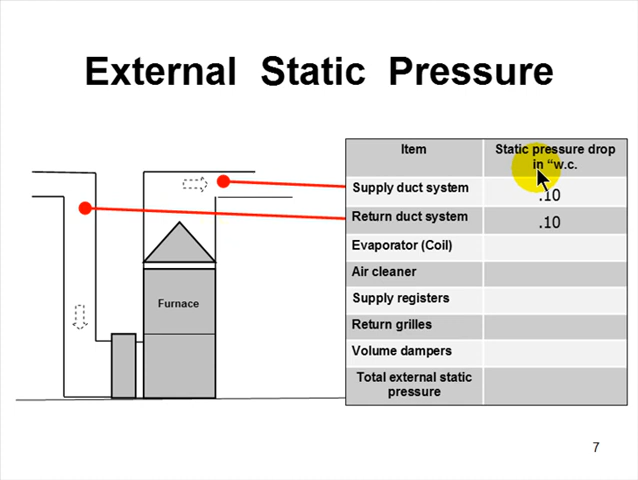 External Static Pressure
Item
Static pressure drop
in “w.c.
Supply duct system
.10
Return duct system
.10
Evaporator (Coil)
Air cleaner
Supply registers
Return grilles
Volume dampers
Total external static
pressure
Furnace
7